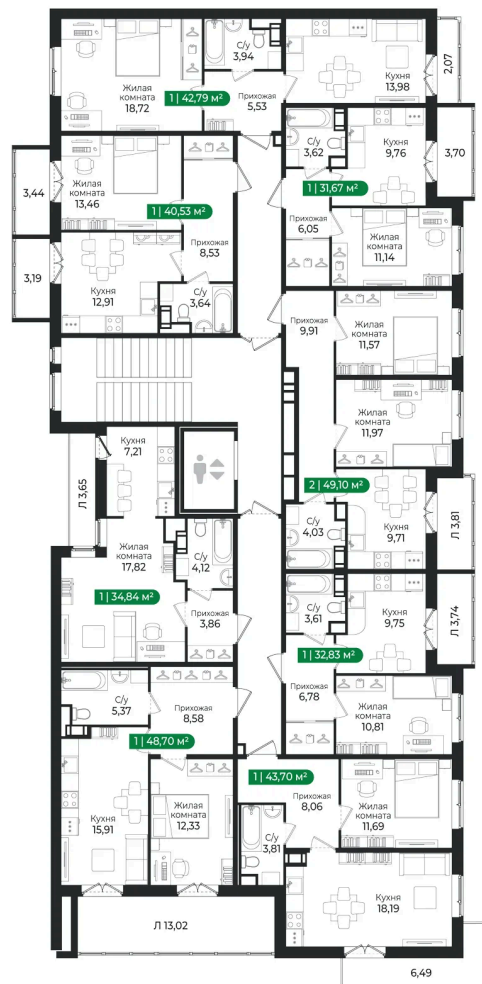 С/у
3,94
Кухня
13,98
2,07
Жилая
комната
18,72
1 | 42,79 м²
Прихожая
5,53
С/у
3,62
Кухня
9,76
3,70
3,44
Жилая
комната
13,46
1 | 40,53 м²
1 | 31,67 м²
Прихожая
6,05
Жилая
комната
11,14
Прихожая
8,53
3,19
Кухня
12,91
С/у
3,64
Прихожая
9,91
Жилая
комната
11,57
Жилая
комната
11,97
Кухня
7,21
Л 3,65
2 | 49,10 м²
С/у
4,03
Кухня
9,71
Л 3,81
Жилая
комната
17,82
С/у
4,12
1 | 34,84 м²
Прихожая
3,86
С/у
3,61
Кухня
9,75
Л 3,74
1 | 32,83 м²
Прихожая
6,78
Жилая
комната
10,81
С/у
5,37
Прихожая
8,58
1 | 48,70 м²
1 | 43,70 м²
Прихожая
8,06
Жилая
комната
11,69
Кухня
15,91
Жилая
комната
12,33
С/у
3,81
Кухня
18,19
Л 13,02
6,49